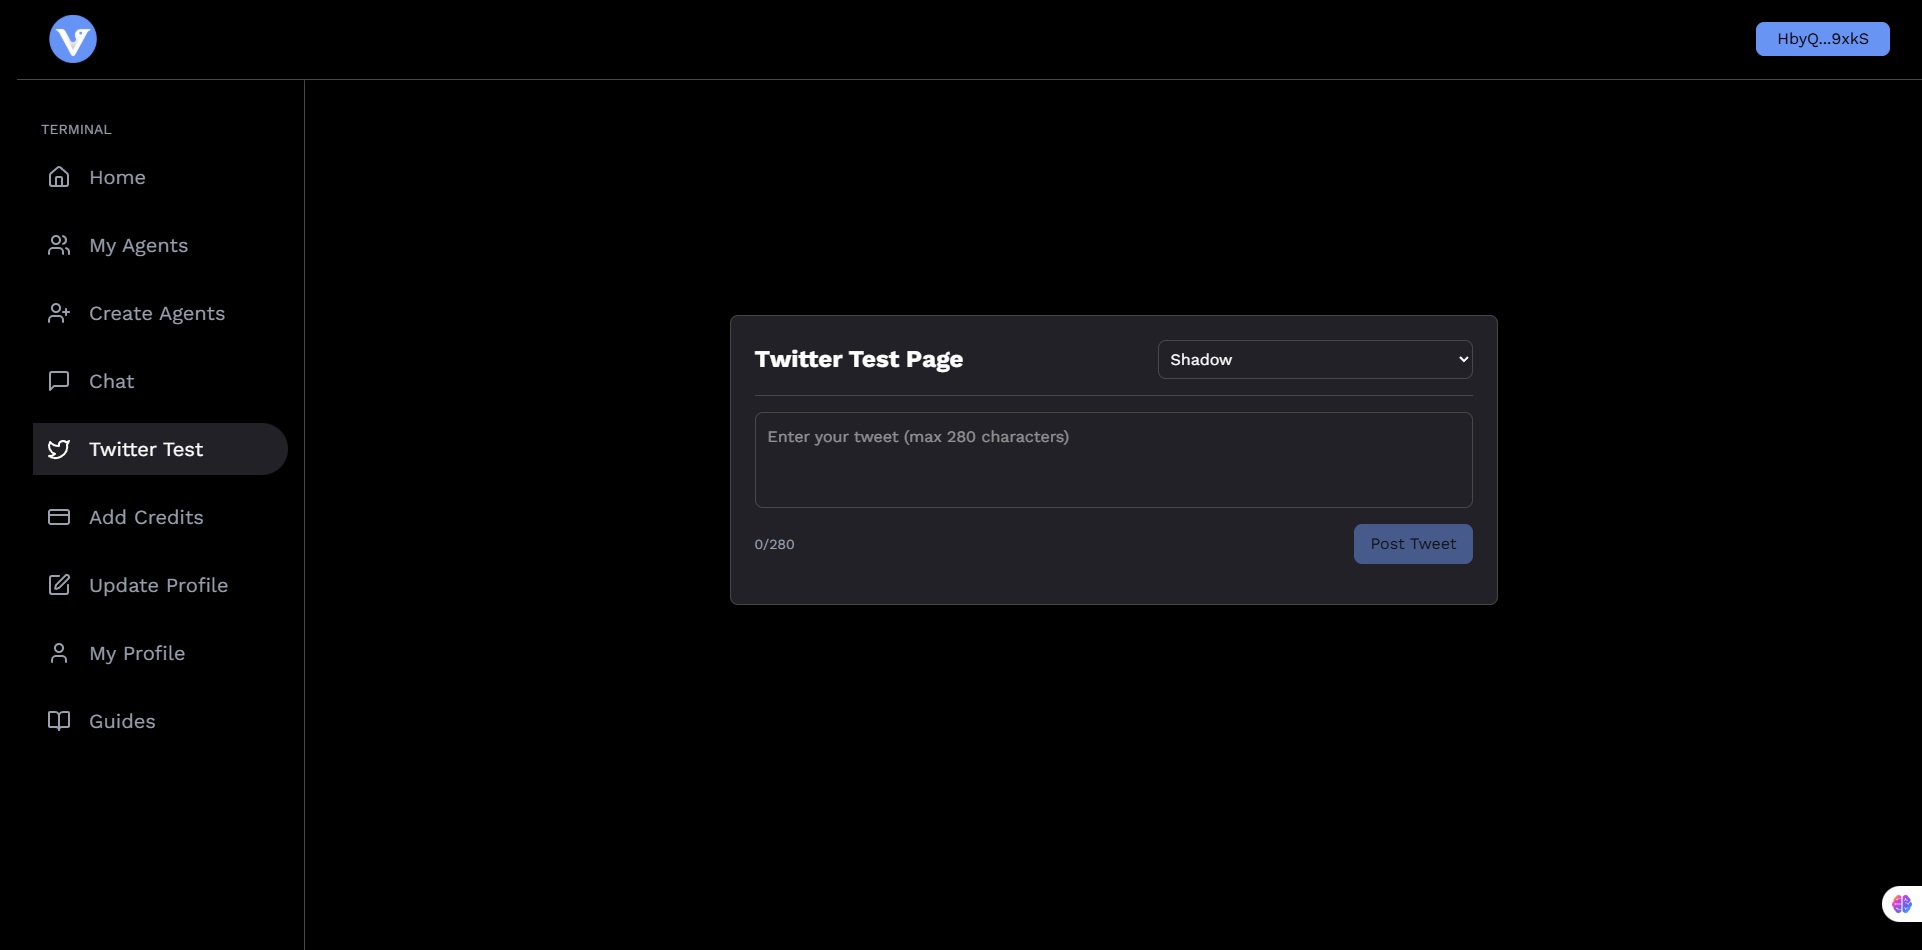 HbyQ...9xkS
TERMINAL
Home
My Agents
Create Agents
Chat
Twitter Test
Add Credits
Update Profile
My Profile
Guides
Twitter Test Page
Shadow
Enter your tweet (max 280 characters)
0/280
Post Tweet